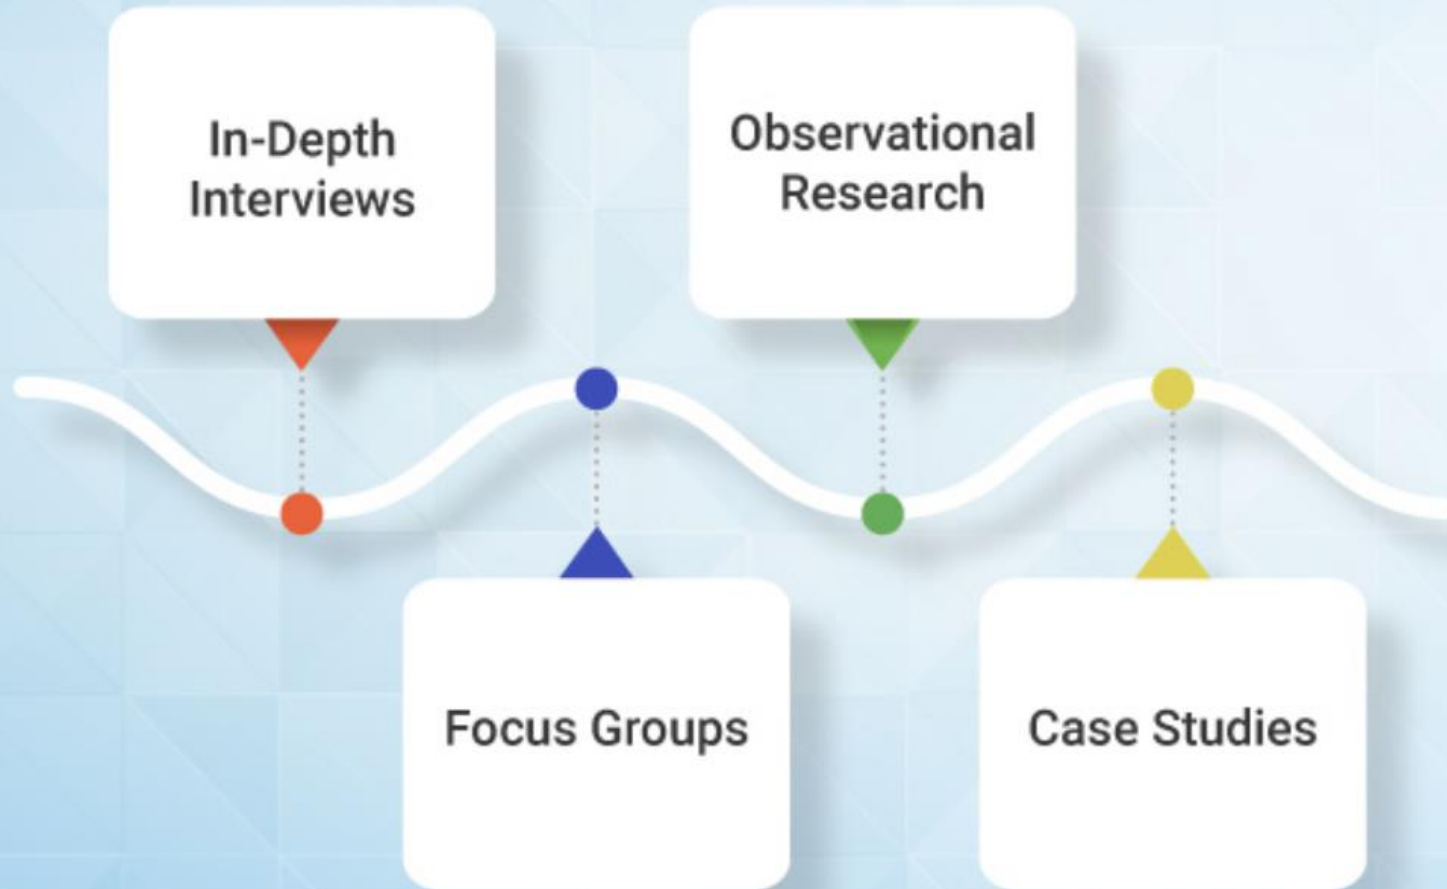 In-Depth
Interviews
Observational
Research
Focus Groups
Case Studies